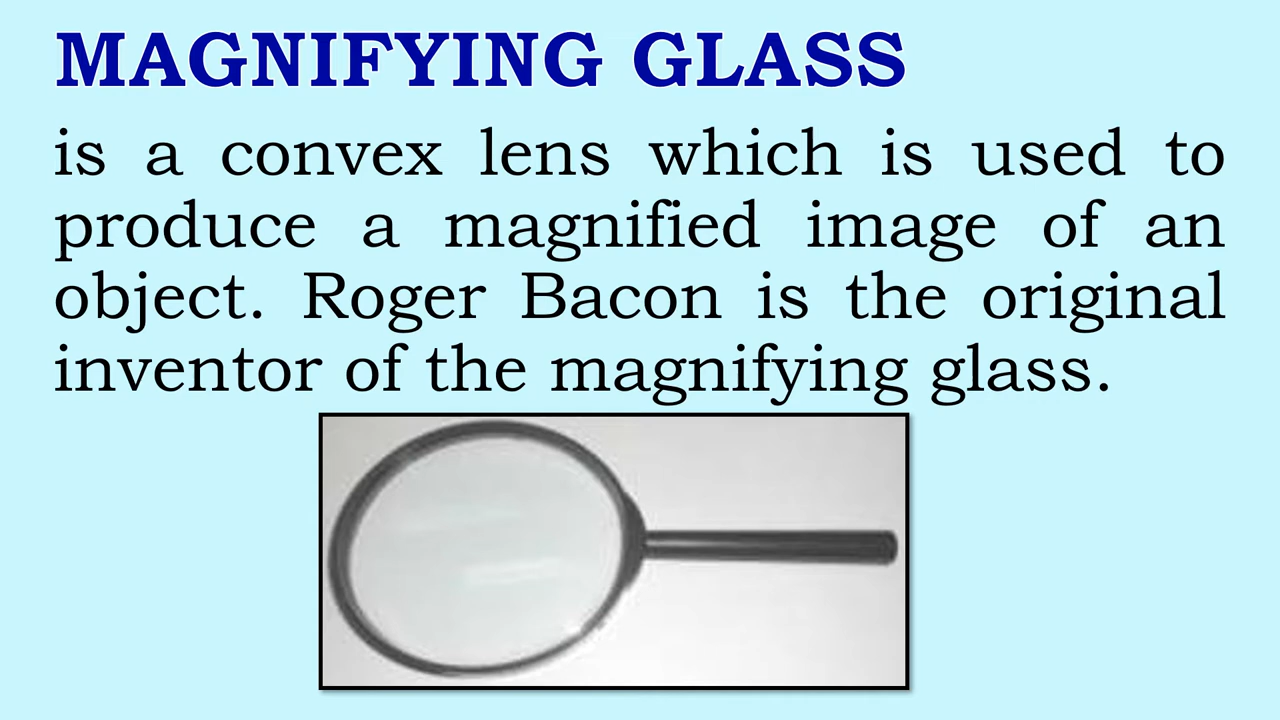 MAGNIFYING GLASS
is a convex lens which is used to
produce a magnified image of an
object. Roger Bacon is the original
inventor of the magnifying glass.